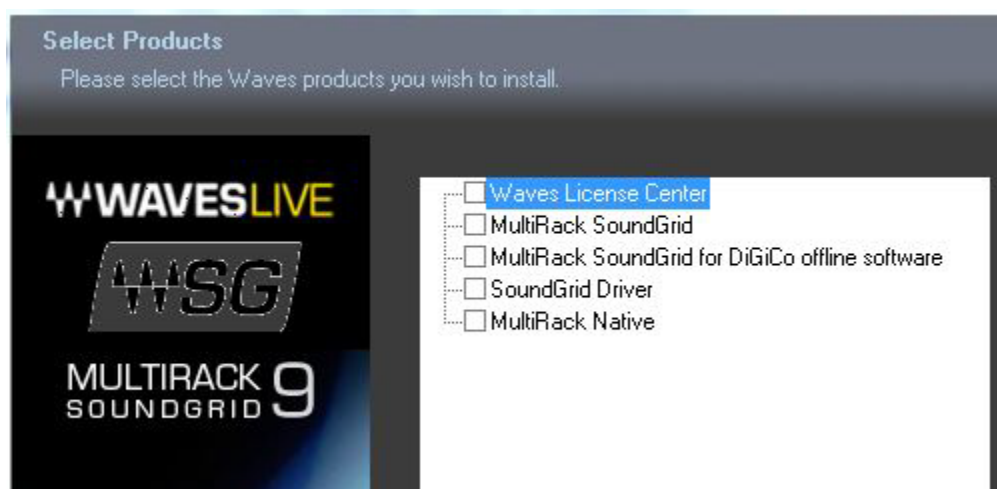 Select Products
Please select the Waves products you wish to install.
WAVESLIVE
WSG
MULTIRACK 9
SOUNDGRID
Waves License Center
MultiRack SoundGrid
MultiRack SoundGrid for DiGiCo offline software
SoundGrid Driver
MultiRack Native